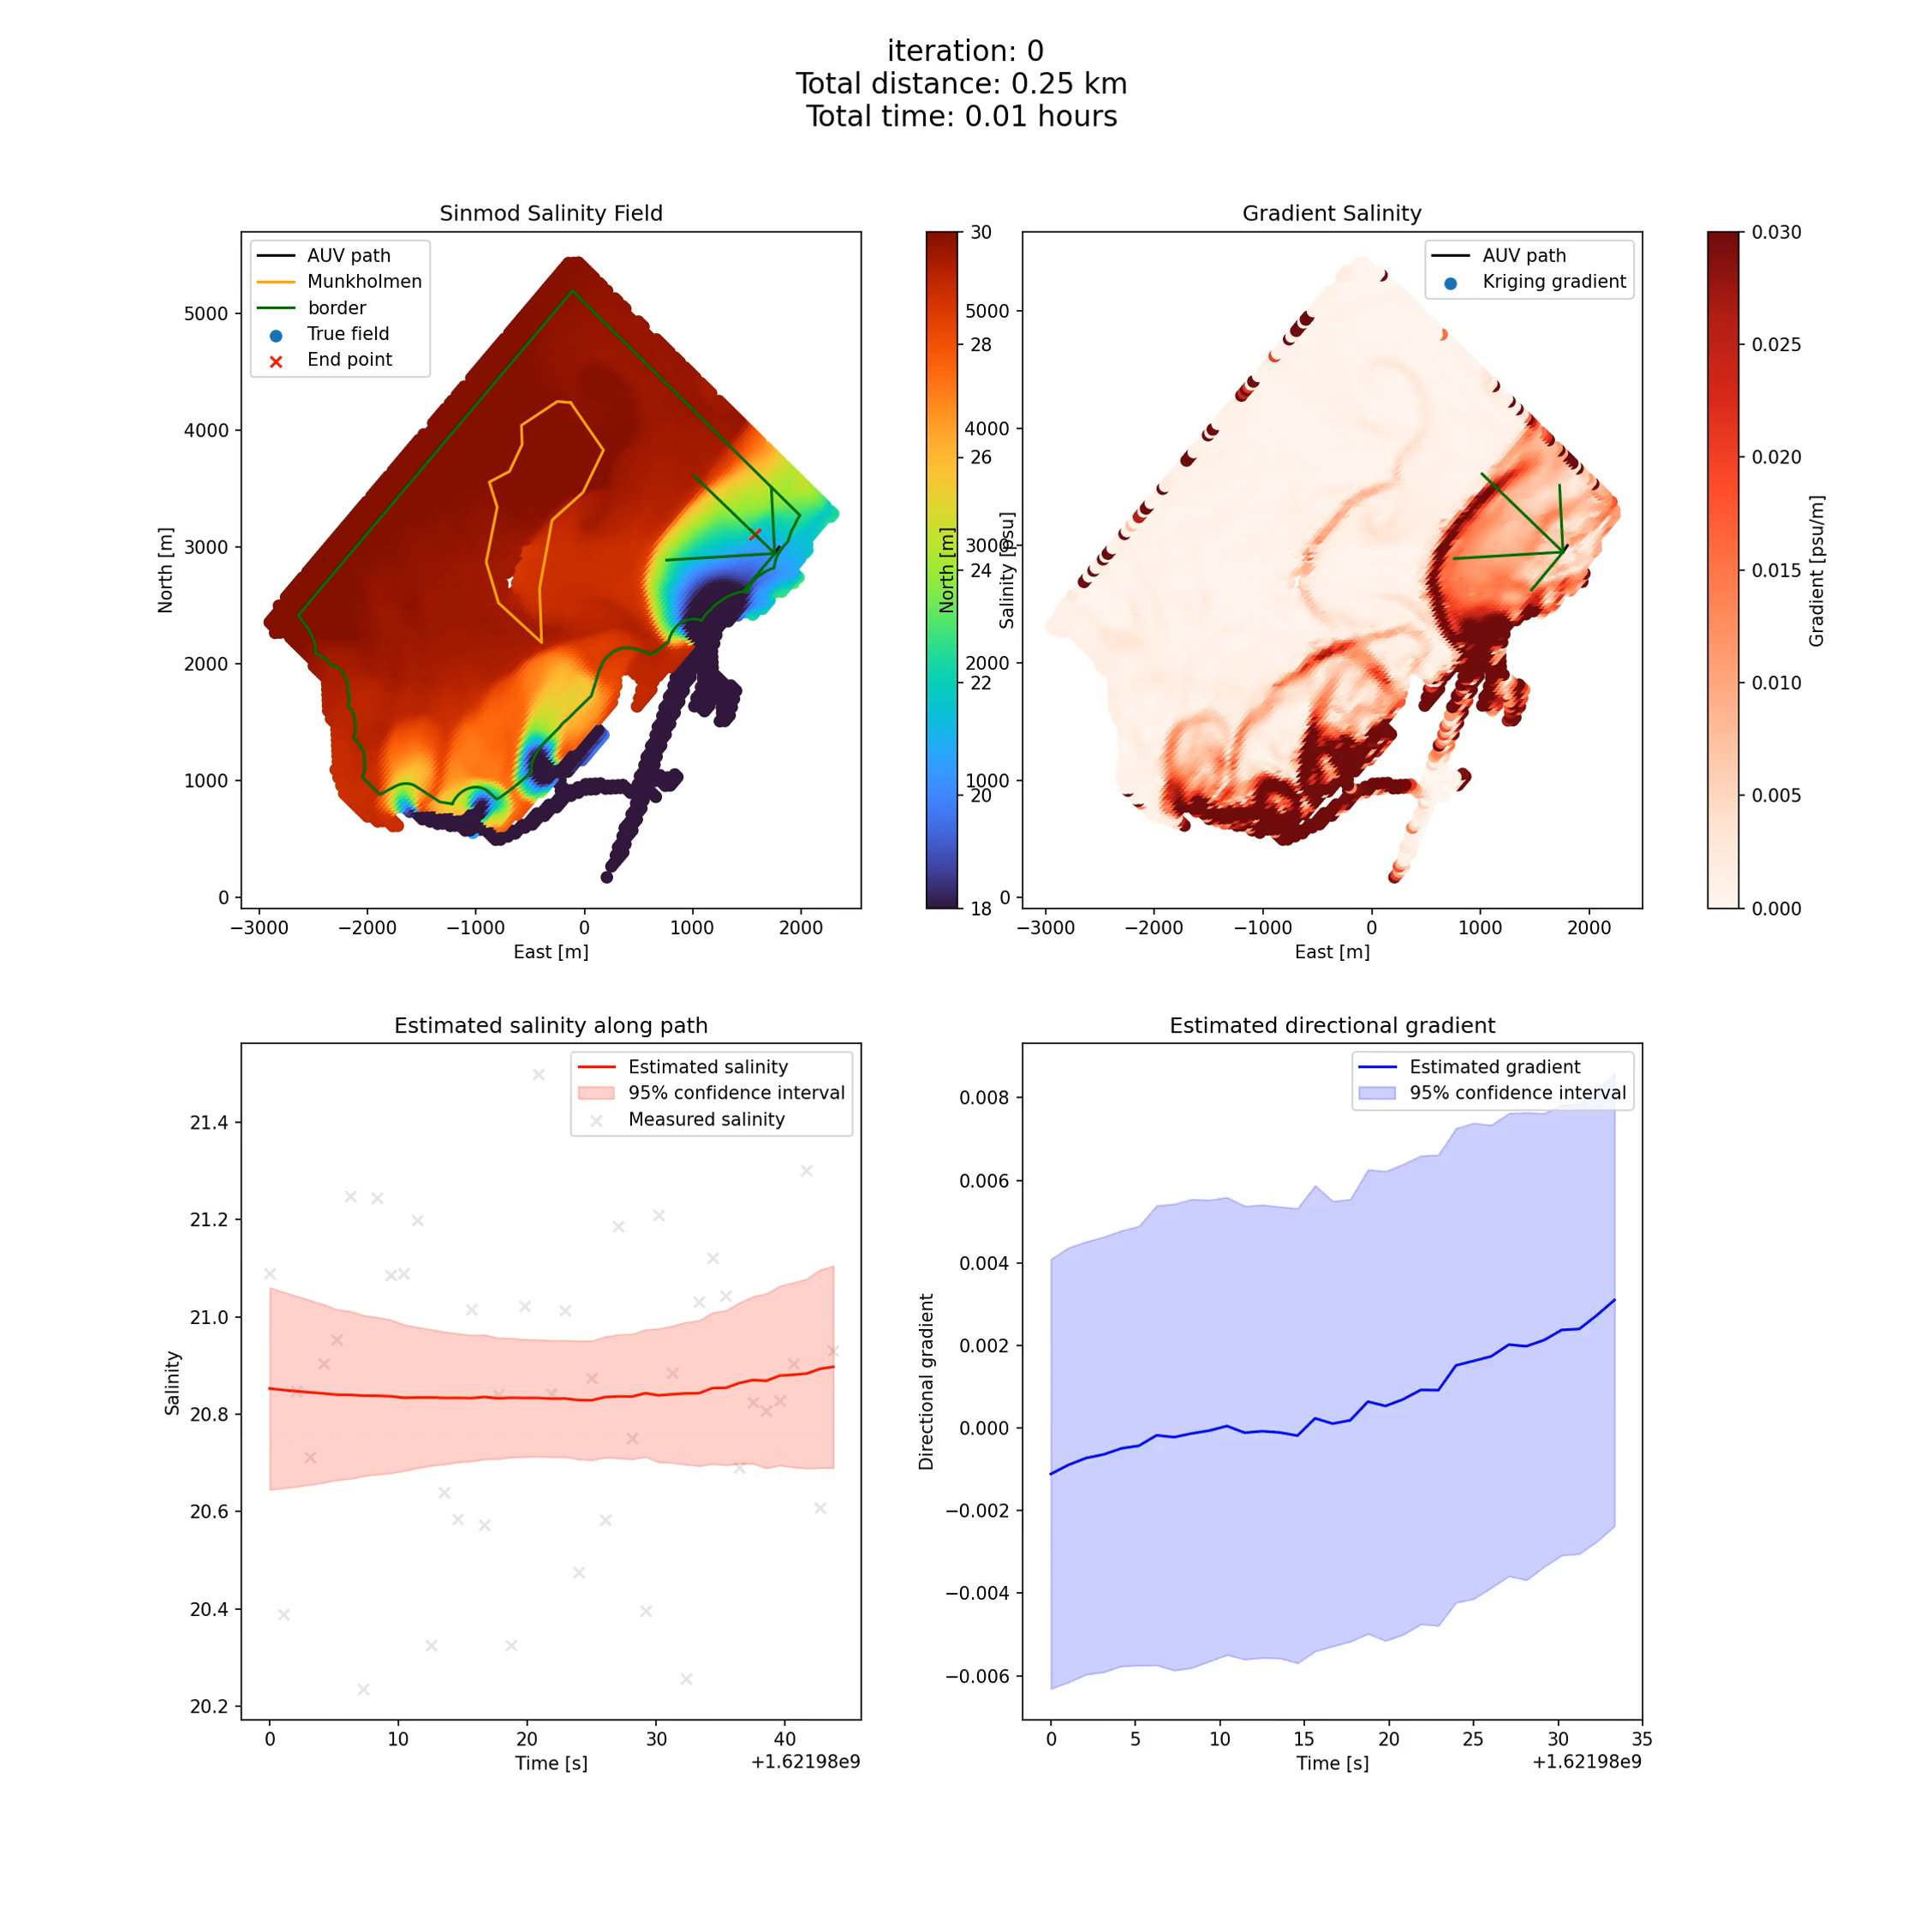 iteration: 0
Total distance: 0.25 km
Total time: 0.01 hours
Sinmod Salinity Field
AUV path
Munkholmen
border
True field
End point
5000
4000
3000
2000
1000
0
North [m]
−3000
−2000
−1000
0
1000
2000
East [m]
30
28
26
24
22
20
18
Salinity [psu]
Gradient Salinity
AUV path
Kriging gradient
5000
4000
3000
2000
1000
0
North [m]
−3000
−2000
−1000
0
1000
2000
East [m]
0.030
0.025
0.020
0.015
0.010
0.005
0.000
Gradient [psu/m]
Estimated salinity along path
Estimated salinity
95% confidence interval
Measured salinity
21.4
21.2
21.0
20.8
20.6
20.4
20.2
Salinity
0
10
20
30
40
Time [s]
+1.62198e9
Estimated directional gradient
Estimated gradient
95% confidence interval
0.008
0.006
0.004
0.002
0.000
−0.002
−0.004
−0.006
Directional gradient
0
5
10
15
20
25
30
35
Time [s]
+1.62198e9